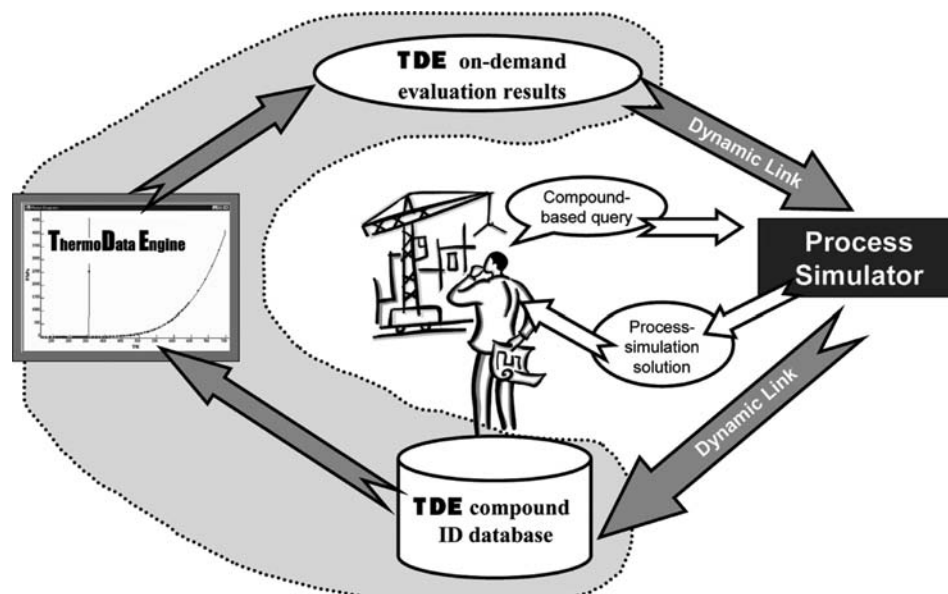 TDE on-demand
evaluation results
Dynamic Link
Compound-
based query
ThermoData Engine
Process
Simulator
Process-
simulation
solution
Dynamic Link
TDE compound
ID database